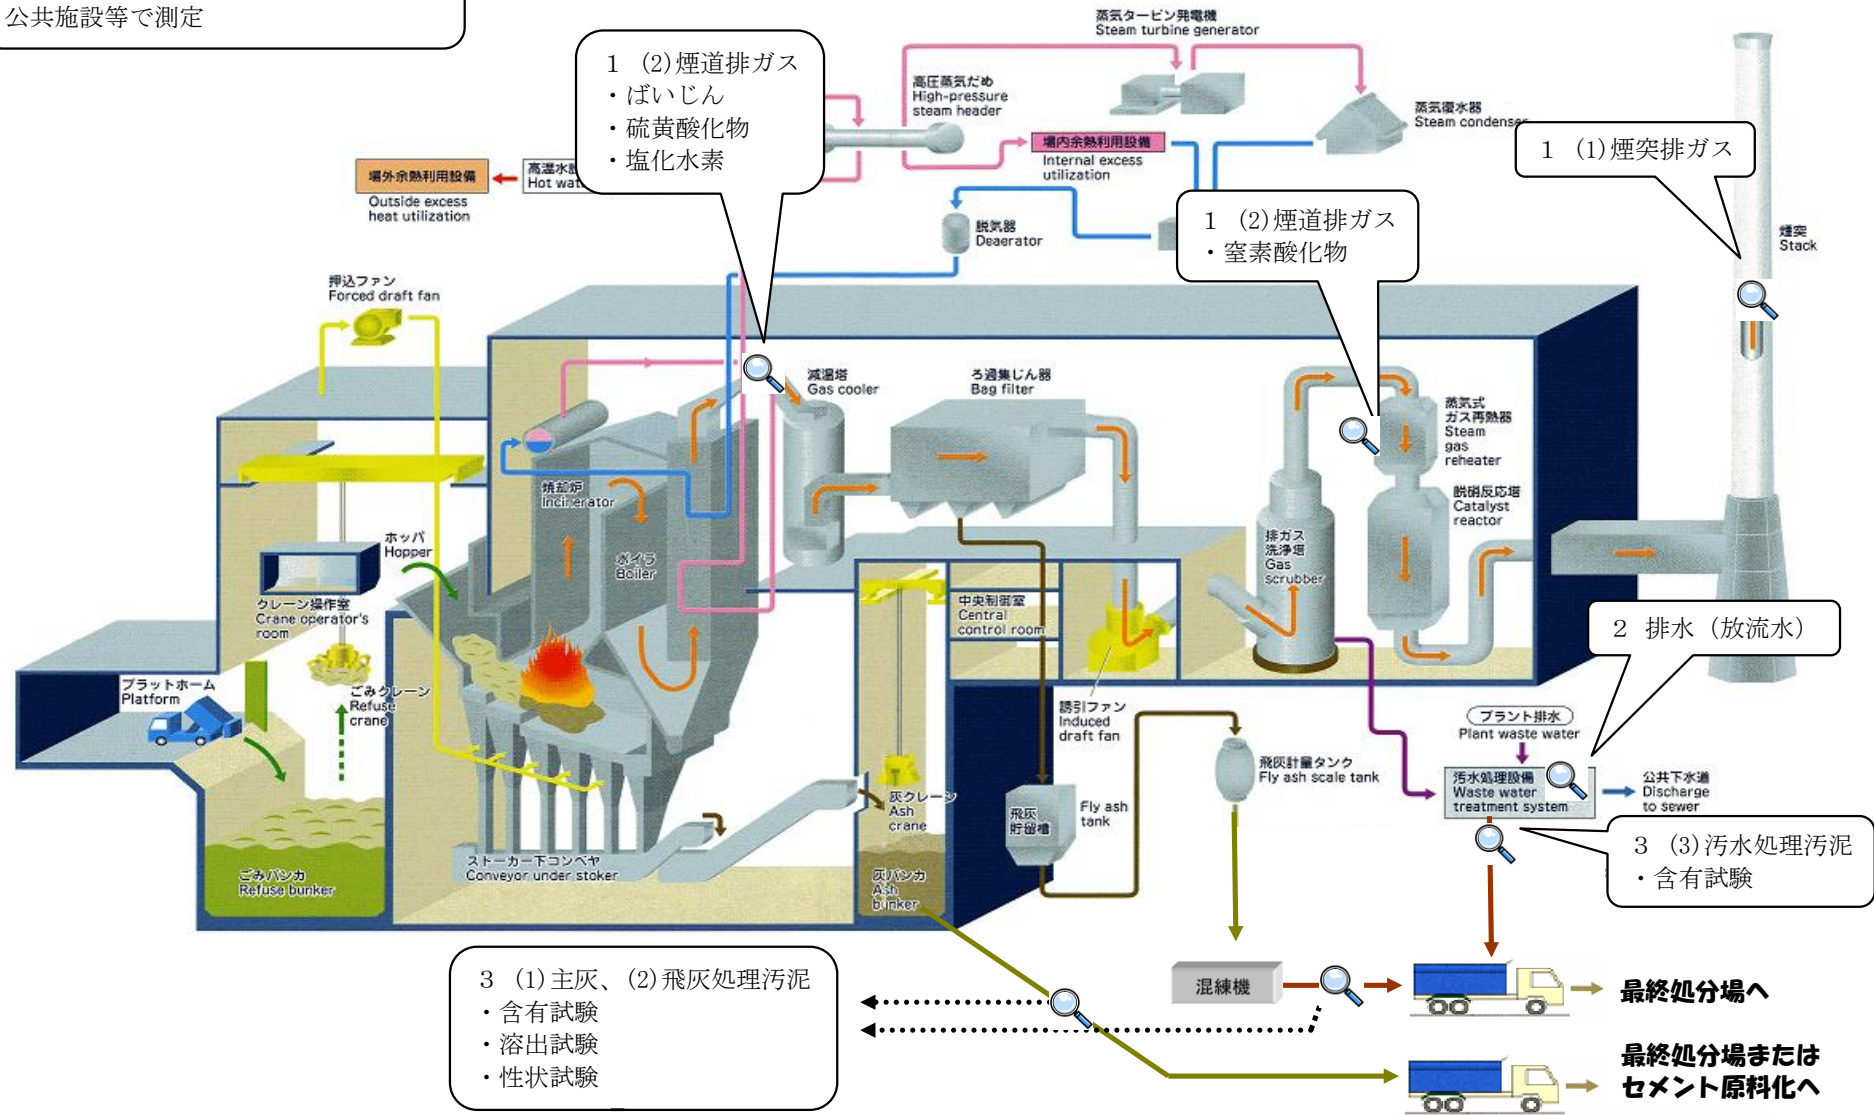 公共施設等で測定
1 (2)煙道排ガス
・ばいじん
・硫黄酸化物
・塩化水素
蒸気タービン発電機
Steam turbine generator
高圧蒸気だめ
High-pressure
steam header
蒸気復水器
Steam condenser
場内余熱利用設備
Internal excess
utilization
1 (1)煙突排ガス
場外余熱利用設備
Outside excess
heat utilization
高温水
Hot wat
脱気器
Deaerator
1 (2)煙道排ガス
・窒素酸化物
煙突
Stack
押込ファン
Forced draft fan
減温塔
Gas cooler
ろ過集じん器
Bag filter
蒸気式
ガス再熱器
Steam
gas
reheater
焼却炉
Incinerator
脱硝反応塔
Catalyst
reactor
ホッパ
Hopper
ボイラ
Boiler
排ガス
洗浄塔
Gas
scrubber
クレーン操作室
Crane operator's
room
中央制御室
Central
control room
2 排水（放流水）
プラットホーム
Platform
ごみクレーン
Refuse
crane
誘引ファン
Induced
draft fan
プラント排水
Plant waste water
飛灰計量タンク
Fly ash scale tank
汚水処理設備
Waste water
treatment system
公共下水道
Discharge
to sewer
灰クレーン
Ash
crane
飛灰
貯留槽
Fly ash
tank
3 (3)汚水処理汚泥
・含有試験
ストーカー下コンベヤ
Conveyor under stoker
ごみバンカ
Refuse bunker
灰バンカ
Ash
bunker
3 (1)主灰、(2)飛灰処理汚泥
・含有試験
・溶出試験
・性状試験
混練機
最終処分場へ
最終処分場または
セメント原料化へ